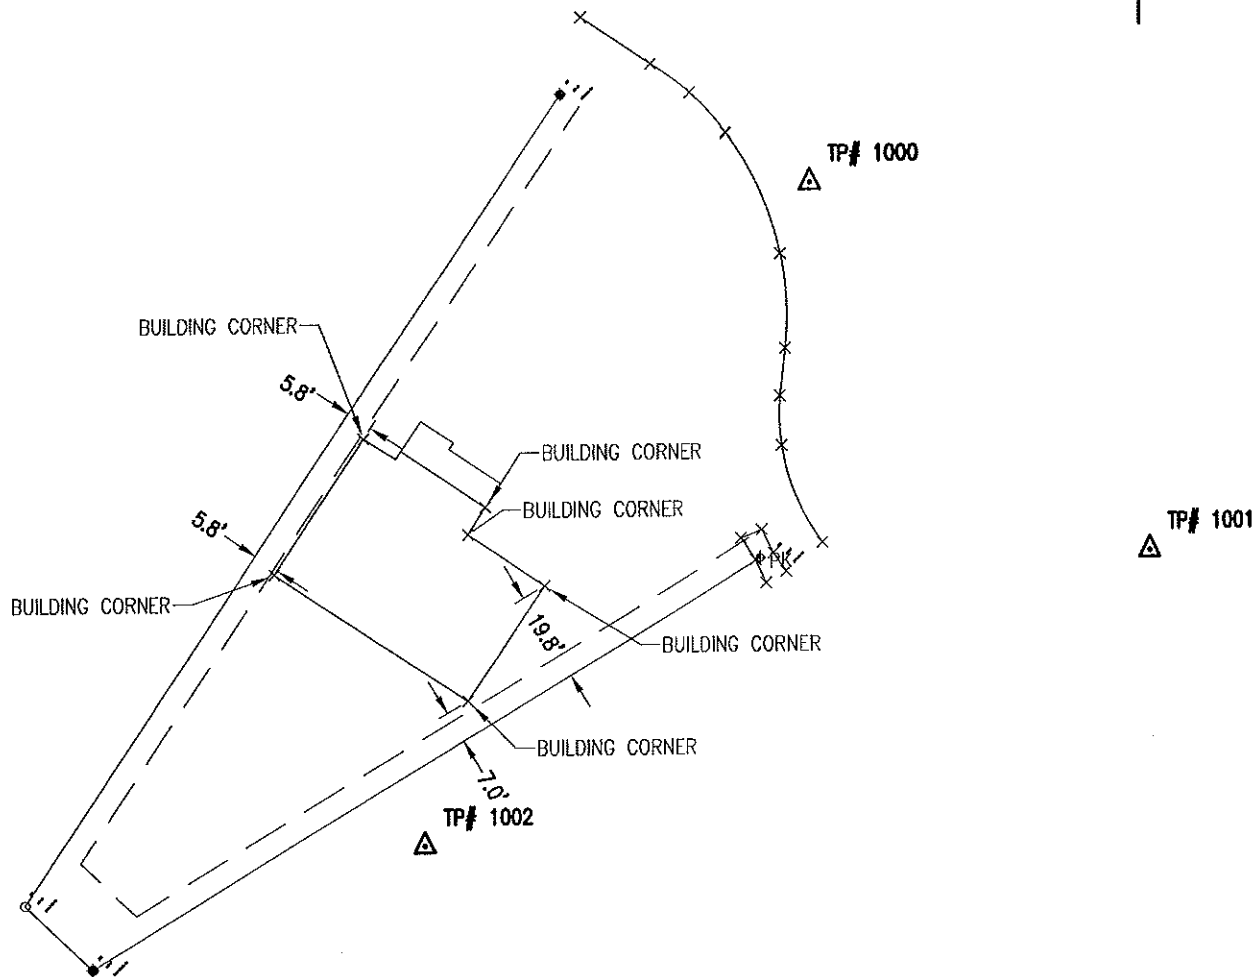 TP# 1000
BUILDING CORNER
5.8'
BUILDING CORNER
BUILDING CORNER
TP# 1001
5.8'
PK
BUILDING CORNER
19.8'
BUILDING CORNER
BUILDING CORNER
7.0'
TP# 1002